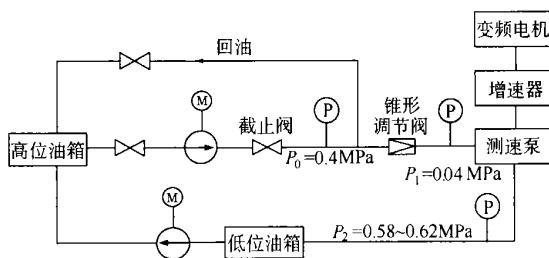 变频电机
回油
增速器
M
P
锥形
调节阀
P
截止阀
高位油箱
测速泵
P₀=0.4MPa
P₁=0.04 MPa
M
P
低位油箱
P₂=0.58~0.62MPa